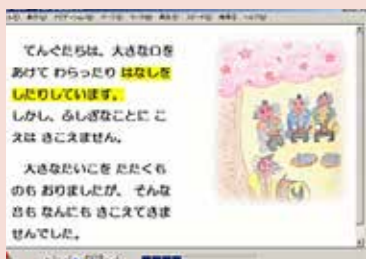 てんぐたちは、大きな口を
あけて わらったり はなしを
したりしています。
しかし、ふしぎなことに こ
えは きこえません。
大きなたいこを たたくも
のも おりましたが、そんな
音も なんにも きこえてきま
せんでした。